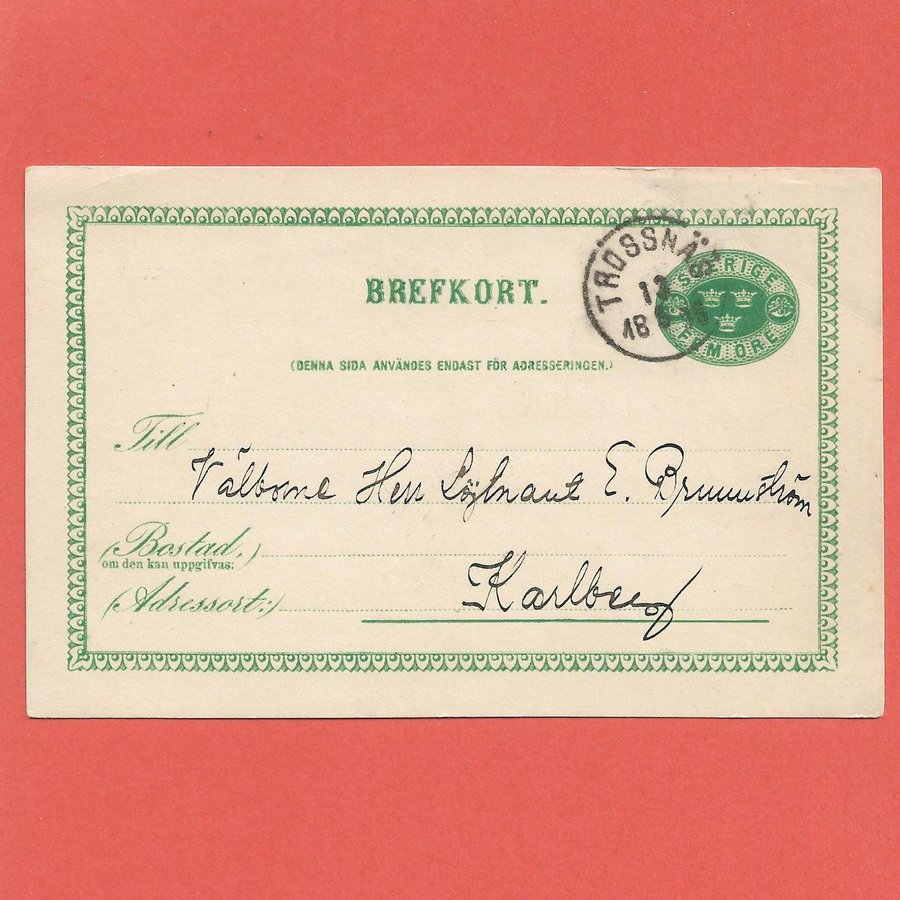 BREFKORT.
TROSSNÄS
13
18
SVERIGE
FEM ÖRE
(DENNA SIDA ANVÄNDES ENDAST FÖR ADRESSERINGEN.)
Till
Välborne Herr Löjtnant E. Brunnström
(Bostad,)
om den kan uppgifvas:
(Adressort:)
Karlberg